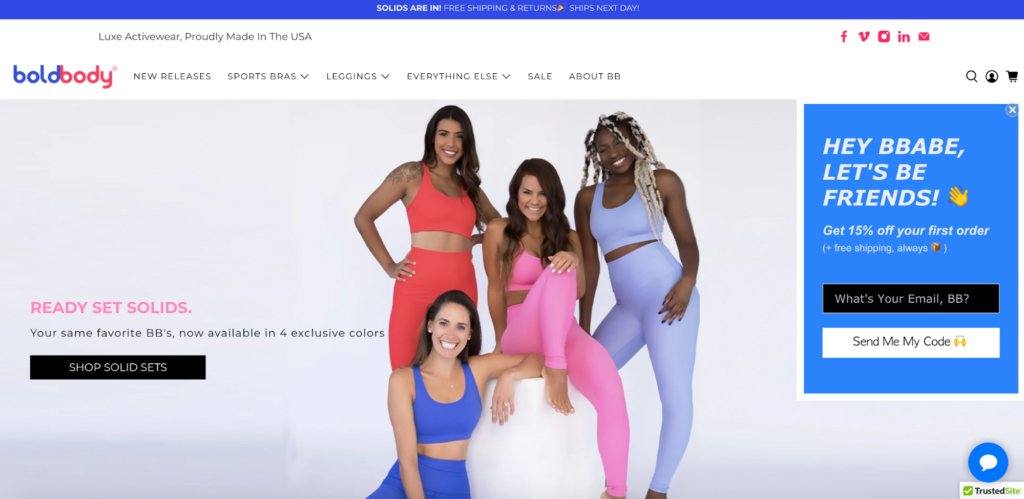 SOLIDS ARE IN! FREE SHIPPING & RETURNS🎉 SHIPS NEXT DAY!
Luxe Activewear, Proudly Made In The USA
boldbody®
NEW RELEASES SPORTS BRAS LEGGINGS EVERYTHING ELSE SALE ABOUT BB
HEY BBABE,
LET'S BE
FRIENDS! 👋
Get 15% off your first order
(+ free shipping, always 📦 )
What's Your Email, BB?
Send Me My Code 🙌
READY SET SOLIDS.
Your same favorite BB's, now available in 4 exclusive colors
SHOP SOLID SETS
TrustedSite